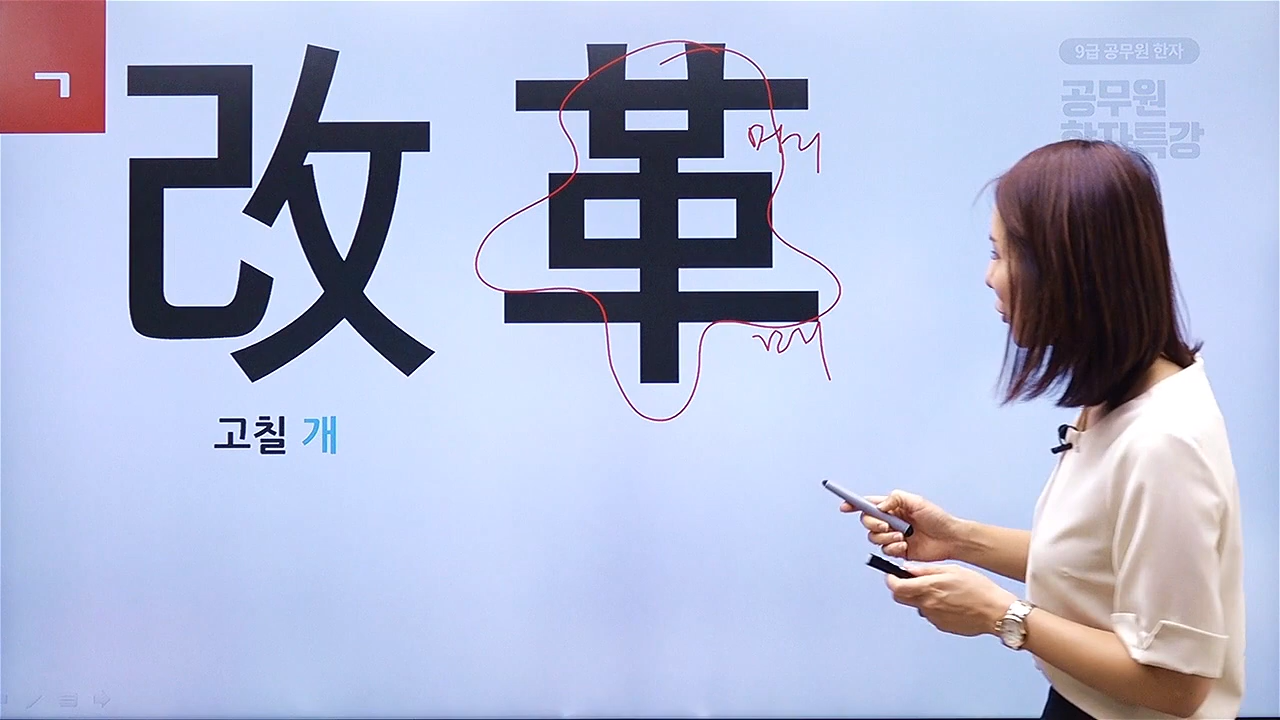 ㄱ
改革
9급 공무원 한자
공무원
한자특강
머리
꼬리
고칠 개